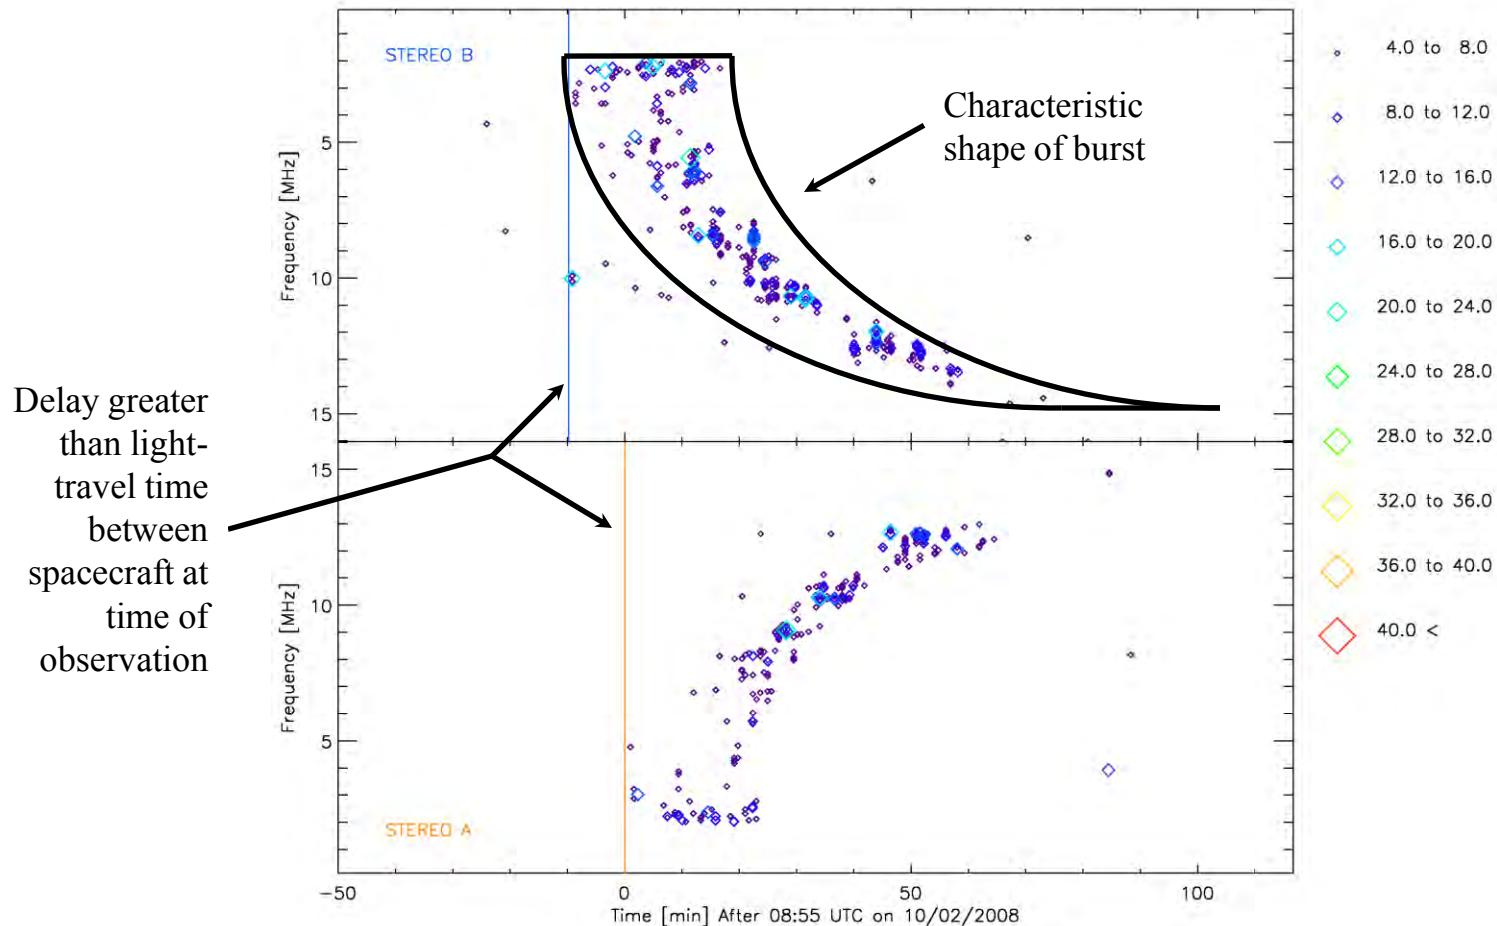 STEREO B
Characteristic
shape of burst
Frequency [MHz]
5
10
15
Delay greater
than light-
travel time
between
spacecraft at
time of
observation
15
10
5
Frequency [MHz]
STEREO A
-50
0
50
100
Time [min] After 08:55 UTC on 10/02/2008
4.0 to 8.0
8.0 to 12.0
12.0 to 16.0
16.0 to 20.0
20.0 to 24.0
24.0 to 28.0
28.0 to 32.0
32.0 to 36.0
36.0 to 40.0
40.0 <